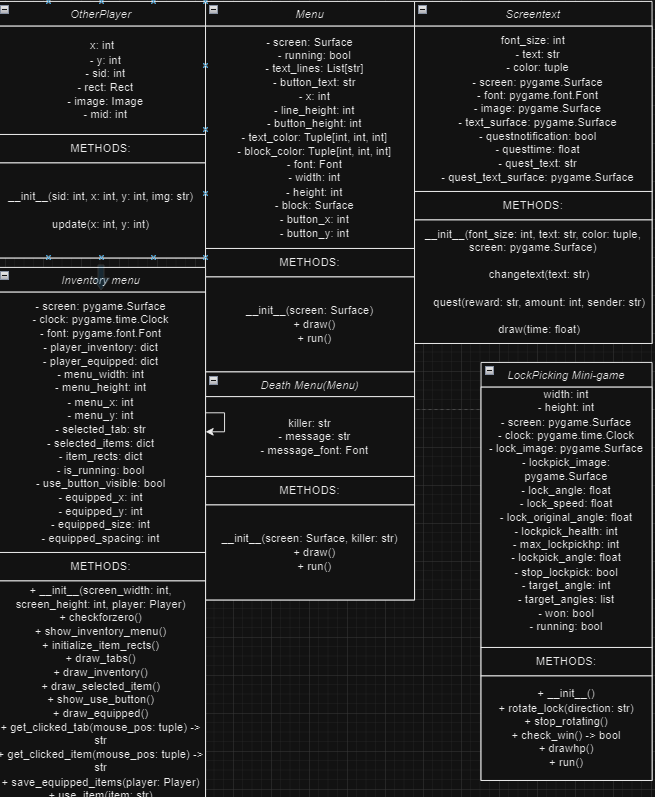 OtherPlayer
x: int
- y: int
- sid: int
- rect: Rect
- image: Image
- mid: int
METHODS:
__init__(sid: int, x: int, y: int, img: str)
update(x: int, y: int)
Menu
- screen: Surface
- running: bool
- text_lines: List[str]
- button_text: str
- x: int
- line_height: int
- button_height: int
- text_color: Tuple[int, int, int]
- block_color: Tuple[int, int, int]
- font: Font
- width: int
- height: int
- block: Surface
- button_x: int
- button_y: int
METHODS:
__init__(screen: Surface)
+ draw()
+ run()
Screentext
font_size: int
- text: str
- color: tuple
- screen: pygame.Surface
- font: pygame.font.Font
- image: pygame.Surface
- text_surface: pygame.Surface
- questnotification: bool
- questtime: float
- quest_text: str
- quest_text_surface: pygame.Surface
METHODS:
__init__(font_size: int, text: str, color: tuple,
screen: pygame.Surface)
changetext(text: str)
quest(reward: str, amount: int, sender: str)
draw(time: float)
Inventory menu
- screen: pygame.Surface
- clock: pygame.time.Clock
- font: pygame.font.Font
- player_inventory: dict
- player_equipped: dict
- menu_width: int
- menu_height: int
- menu_x: int
- menu_y: int
- selected_tab: str
- selected_items: dict
- item_rects: dict
- is_running: bool
- use_button_visible: bool
- equipped_x: int
- equipped_y: int
- equipped_size: int
- equipped_spacing: int
METHODS:
+ __init__(screen_width: int,
screen_height: int, player: Player)
+ checkforzero()
+ show_inventory_menu()
+ initialize_item_rects()
+ draw_tabs()
+ draw_inventory()
+ draw_selected_item()
+ show_use_button()
+ draw_equipped()
+ get_clicked_tab(mouse_pos: tuple) ->
str
+ get_clicked_item(mouse_pos: tuple) ->
str
+ save_equipped_items(player: Player)
+ use_item(item: str)
Death Menu(Menu)
killer: str
- message: str
- message_font: Font
METHODS:
__init__(screen: Surface, killer: str)
+ draw()
+ run()
LockPicking Mini-game
width: int
- height: int
- screen: pygame.Surface
- clock: pygame.time.Clock
- lock_image: pygame.Surface
- lockpick_image:
pygame.Surface
- lock_angle: float
- lock_speed: float
- lock_original_angle: float
- lockpick_health: int
- max_lockpickhp: int
- lockpick_angle: float
- stop_lockpick: bool
- target_angle: int
- target_angles: list
- won: bool
- running: bool
METHODS:
+ __init__()
+ rotate_lock(direction: str)
+ stop_rotating()
+ check_win() -> bool
+ drawhp()
+ run()